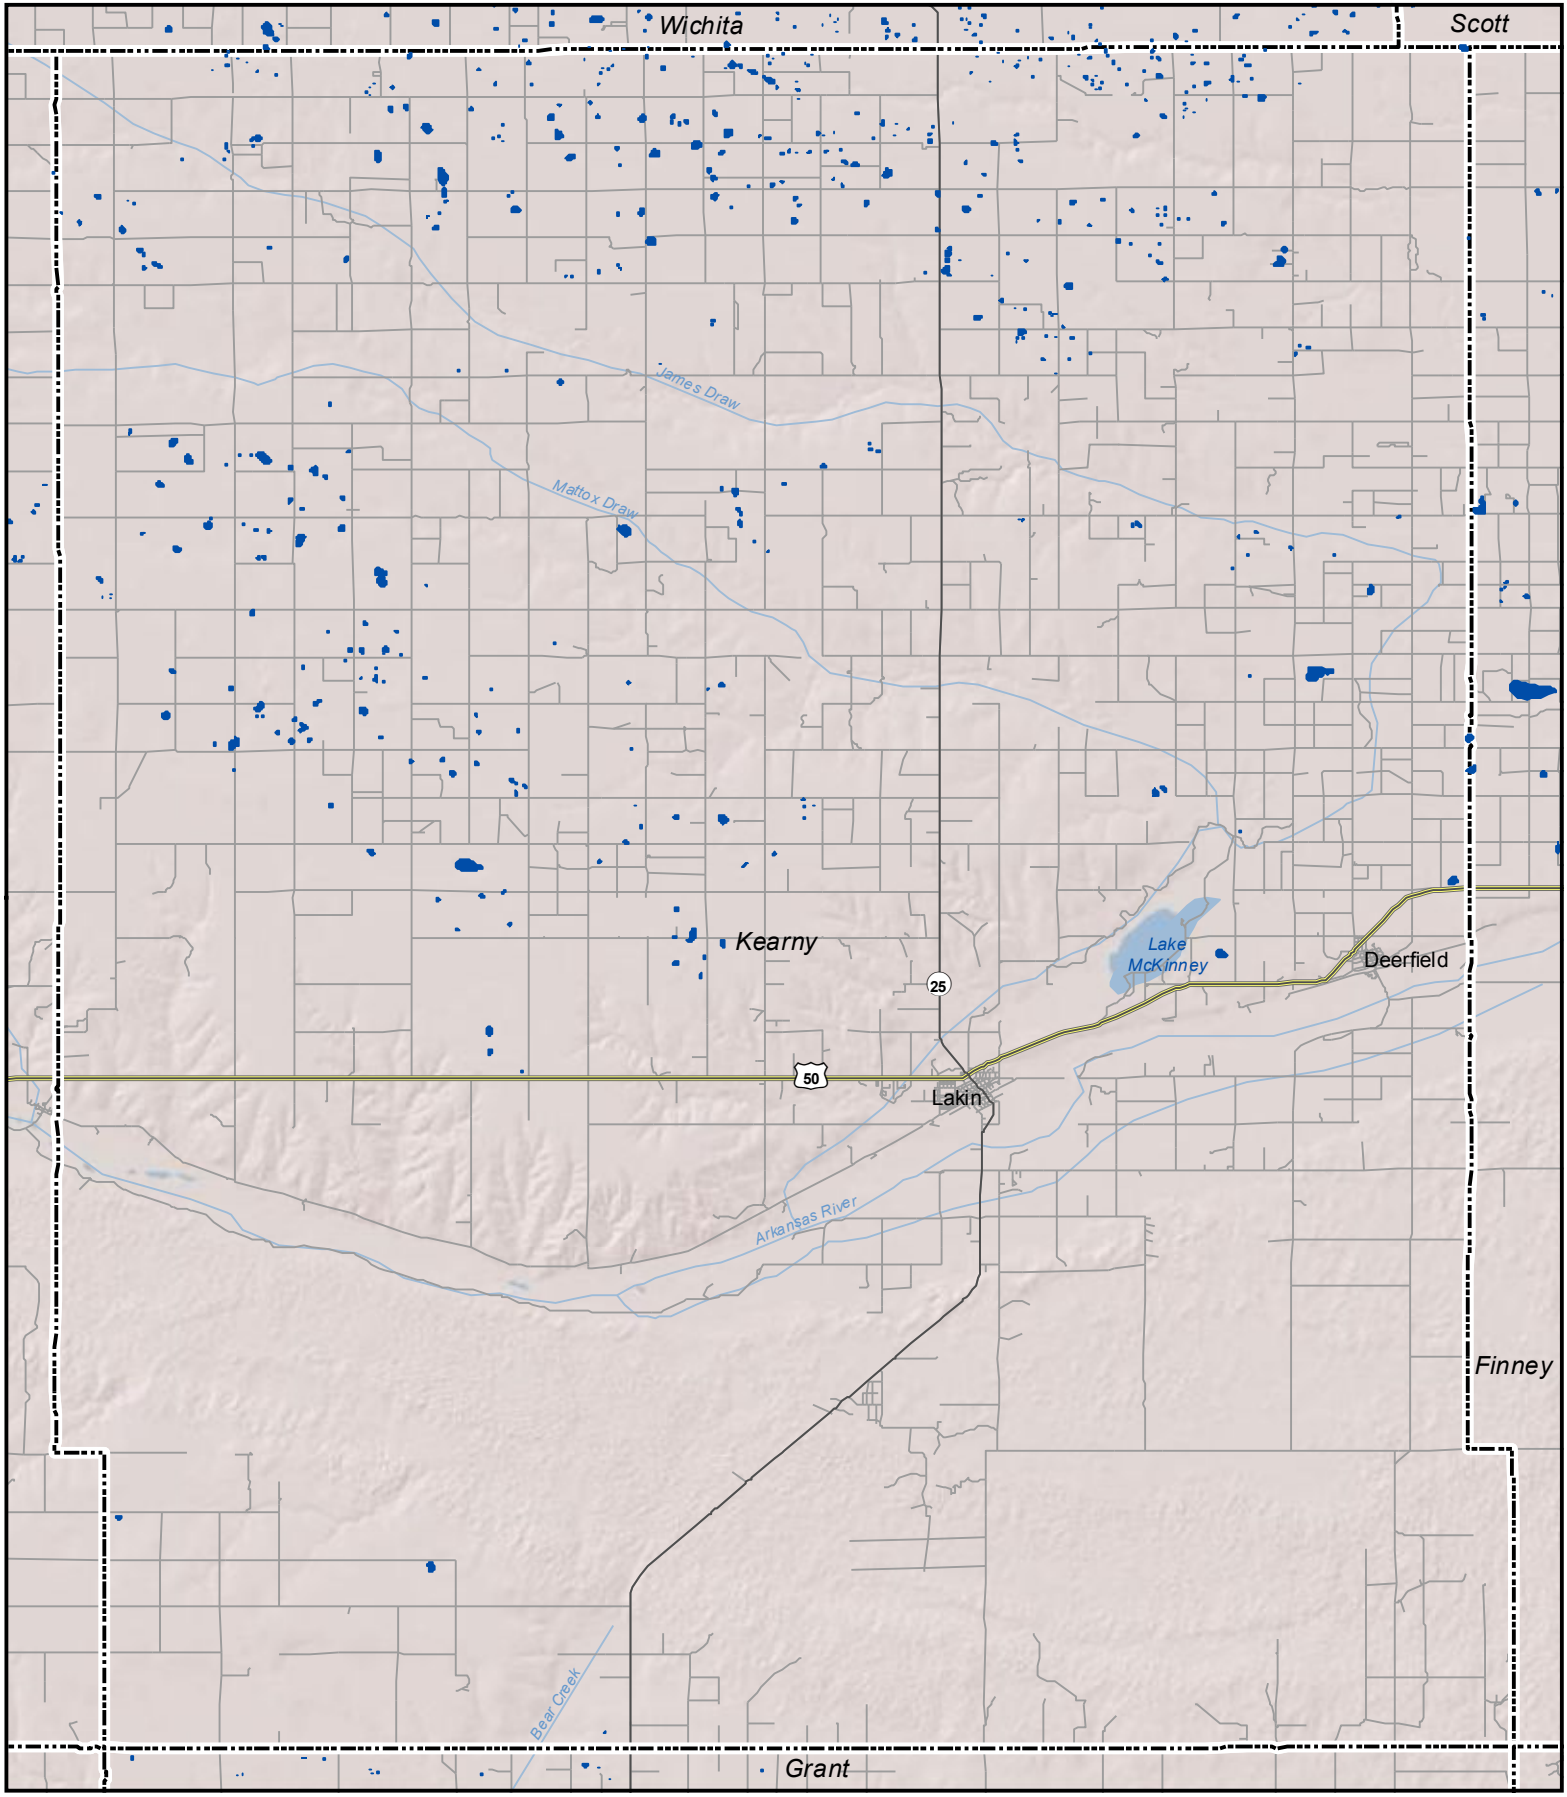 Wichita
Scott
James Draw
Mattox Draw
Kearny
Lake
McKinney
Deerfield
25
50
Lakin
Arkansas River
Finney
Bear Creek
Grant